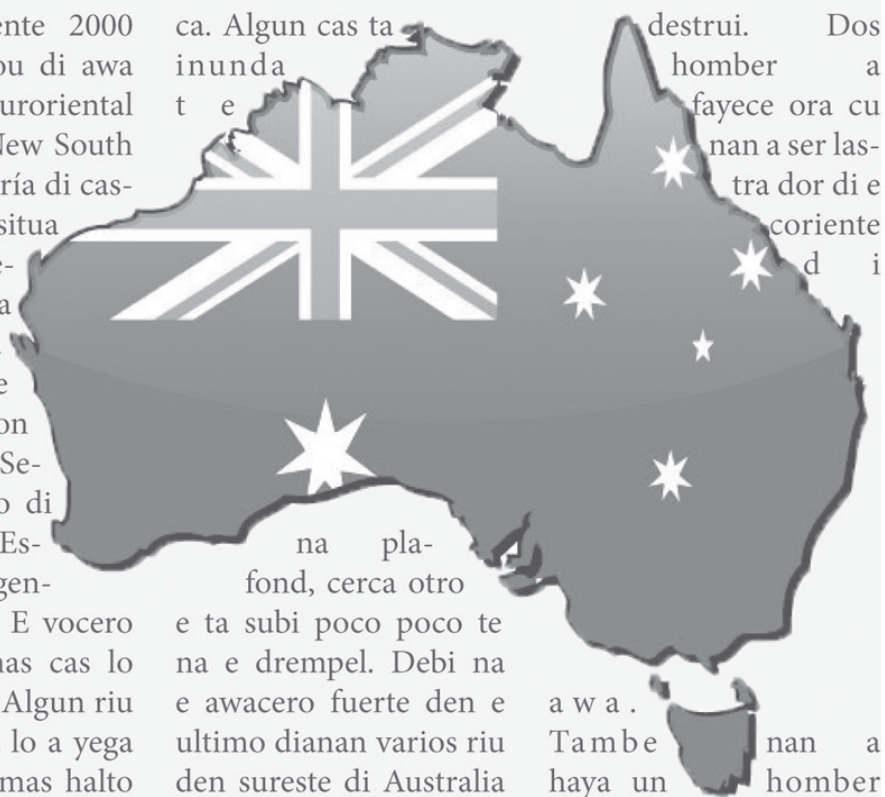 ente 2000
ou di awa
uroriental
New South
ría di cas-
situa
e-
a
e
on
Se-
o di
Es-
gen-
E vocero
nas cas lo
Algun riu
lo a yega
mas halto
ca. Algun cas ta
inunda
t e
na pla-
fond, cerca otro
e ta subi poco poco te
na e drempel. Debi na
e awacero fuerte den e
ultimo dianan varios riu
den sureste di Australia
destrui. Dos
homber a
fayece ora cu
nan a ser las-
tra dor di e
coriente
d i
a w a .
Tambe nan a
haya un homber